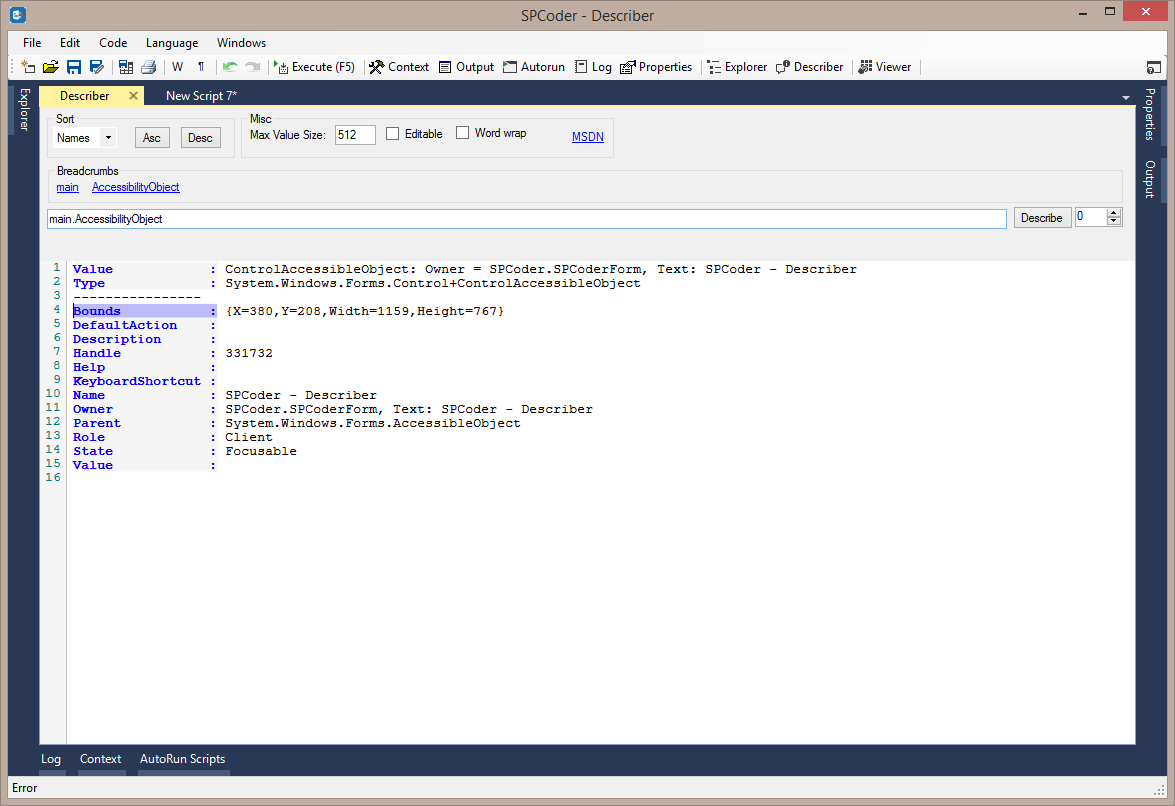 SPCoder - Describer
File Edit Code Language Windows
W ¶ Execute (F5) Context Output Autorun Log Properties Explorer Describer Viewer
Explorer
Describer New Script 7*
Properties
Output
Sort
Names Asc Desc
Misc
Max Value Size: 512 Editable Word wrap MSDN
Breadcrumbs
main AccessibilityObject
main.AccessibilityObject Describe 0
1 Value : ControlAccessibleObject: Owner = SPCoder.SPCoderForm, Text: SPCoder - Describer
2 Type : System.Windows.Forms.Control+ControlAccessibleObject
3 ----------------
4 Bounds : {X=380,Y=208,Width=1159,Height=767}
5 DefaultAction :
6 Description :
7 Handle : 331732
8 Help :
9 KeyboardShortcut :
10 Name : SPCoder - Describer
11 Owner : SPCoder.SPCoderForm, Text: SPCoder - Describer
12 Parent : System.Windows.Forms.AccessibleObject
13 Role : Client
14 State : Focusable
15 Value :
16
Log Context AutoRun Scripts
Error